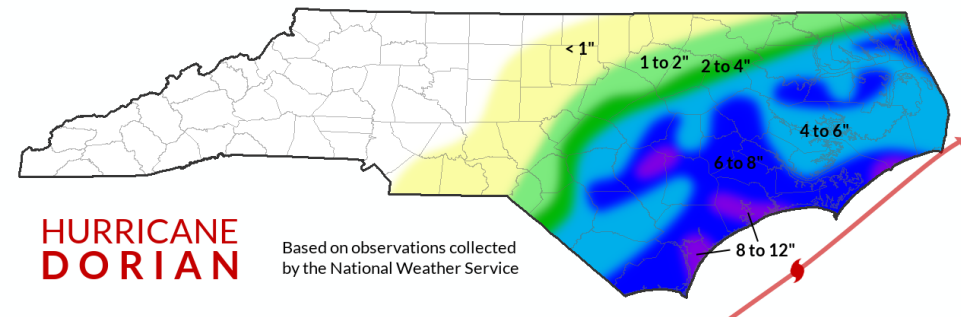 < 1"
1 to 2"
2 to 4"
4 to 6"
6 to 8"
8 to 12"
HURRICANE
DORIAN
Based on observations collected
by the National Weather Service